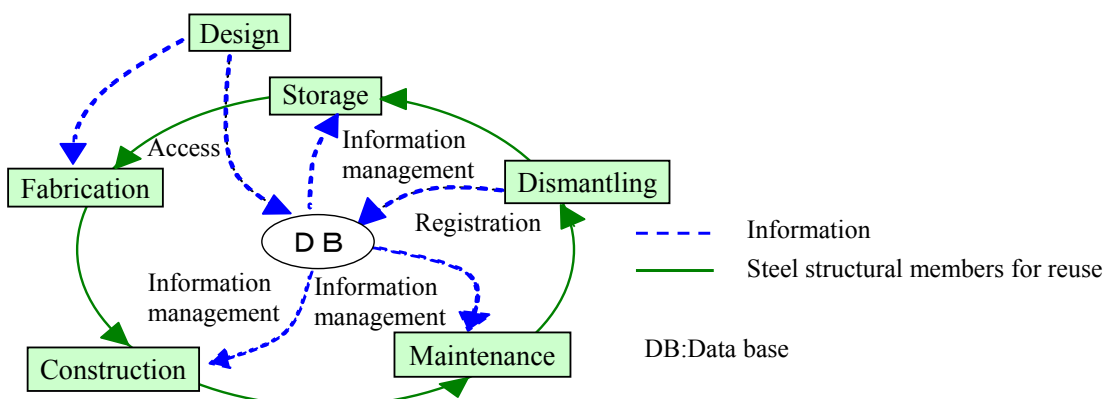 Design
Storage
Access
Information
management
Fabrication
Dismantling
Registration
ＤＢ
Information
management
Information
management
Construction
Maintenance
Information
Steel structural members for reuse
DB:Data base